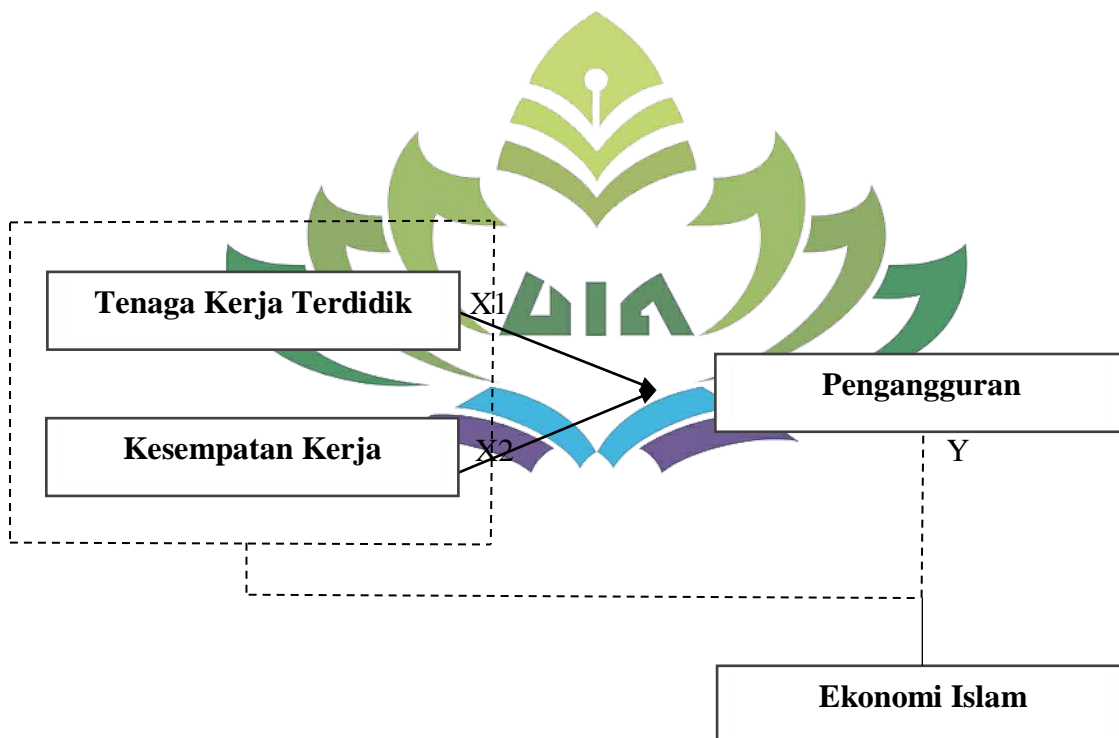 Tenaga Kerja Terdidik
X1
UIN
Pengangguran
Kesempatan Kerja
X2
Y
Ekonomi Islam